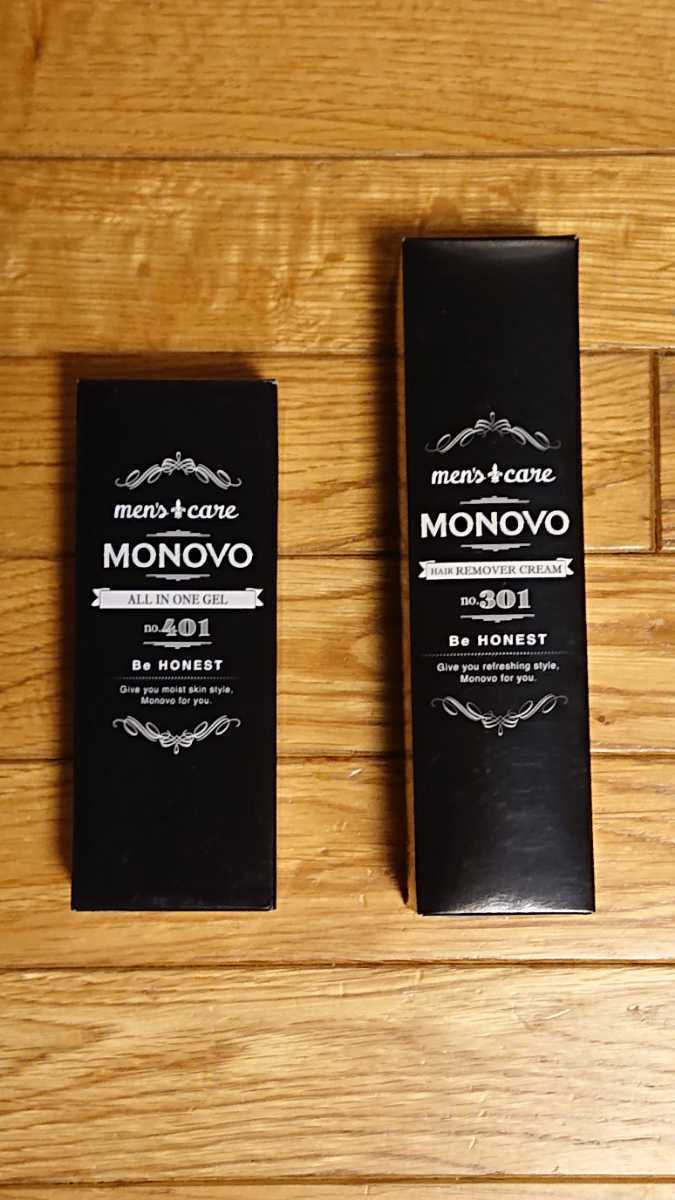 men's care
MONOVO
ALL IN ONE GEL
no.401
Be HONEST
Give you moist skin style,
Monovo for you.
men's care
MONOVO
HAIR REMOVER CREAM
no.301
Be HONEST
Give you refreshing style,
Monovo for you.